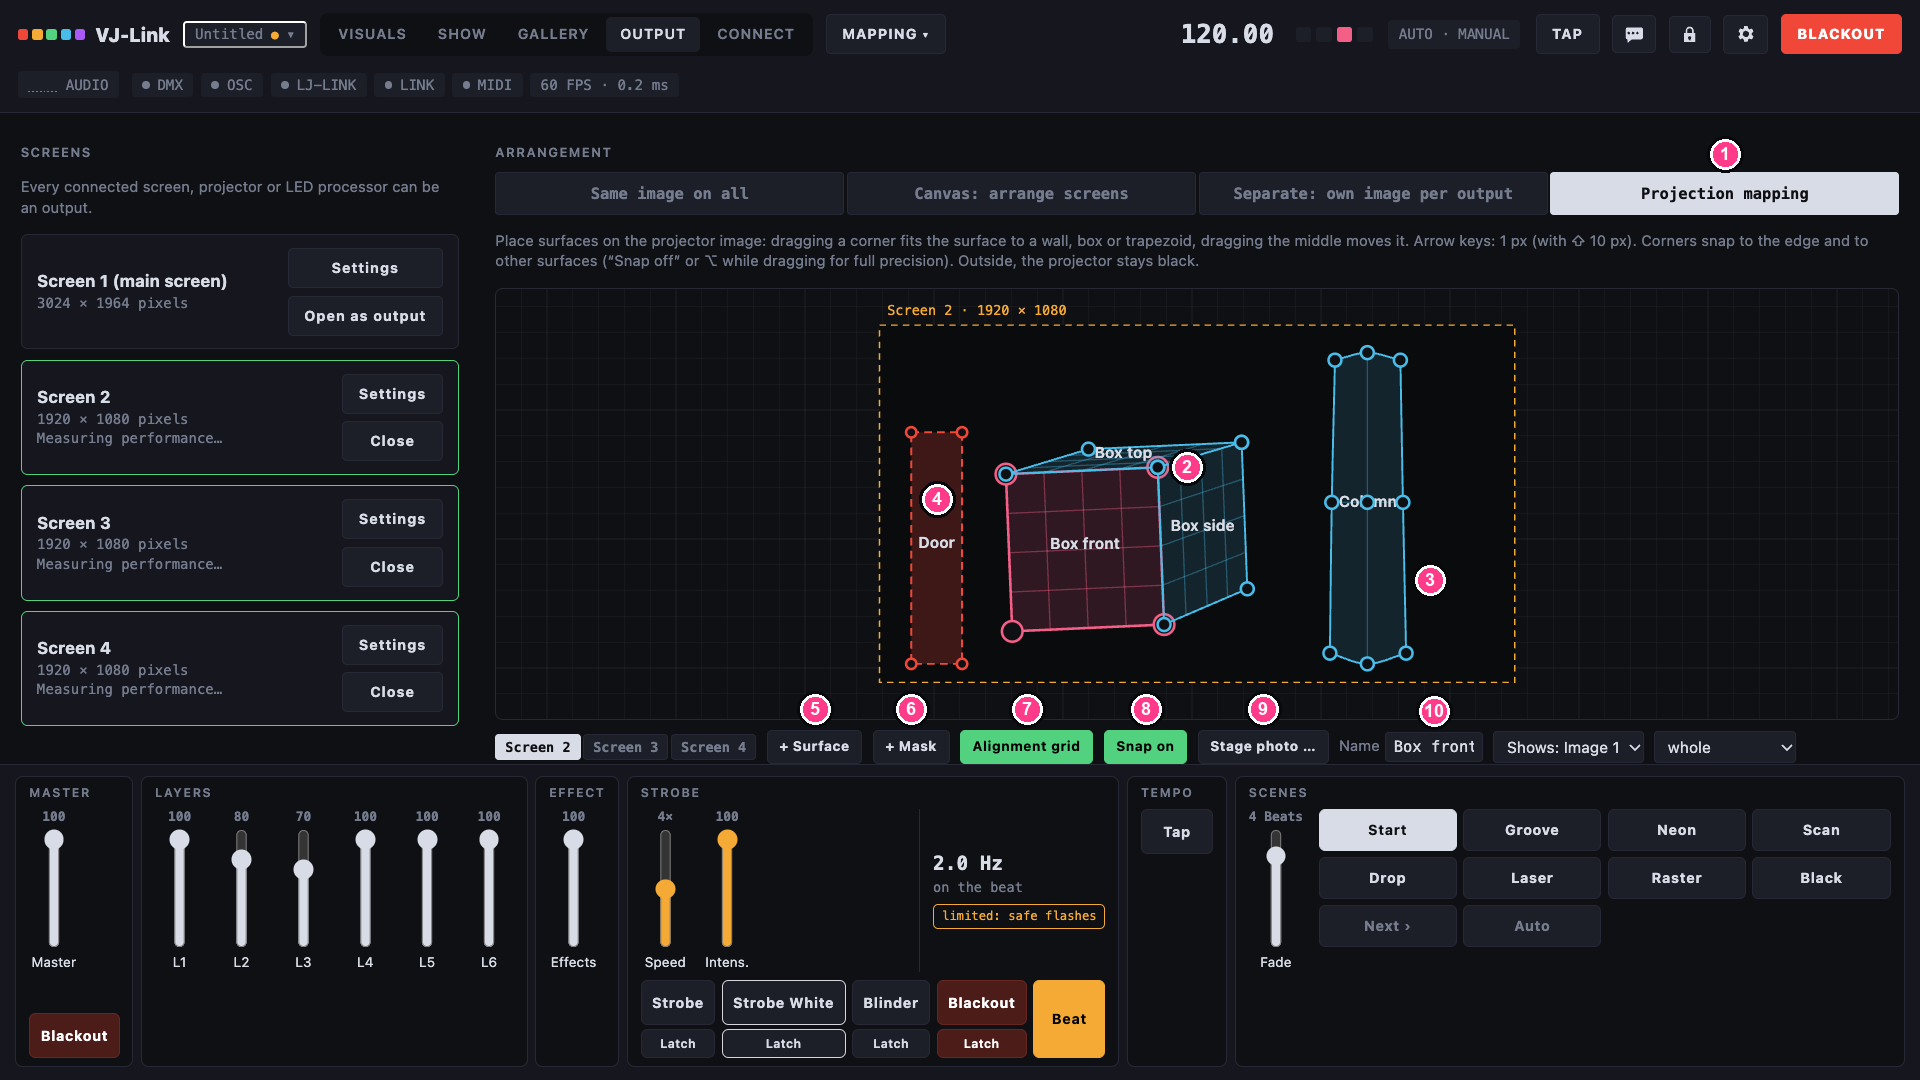 VJ-Link
Untitled
VISUALS
SHOW
GALLERY
OUTPUT
CONNECT
MAPPING
120.00
AUTO · MANUAL
TAP
BLACKOUT
AUDIO
DMX
OSC
LJ-LINK
LINK
MIDI
60 FPS · 0.2 ms
SCREENS
Every connected screen, projector or LED processor can be
an output.
Screen 1 (main screen)
3024 × 1964 pixels
Settings
Open as output
Screen 2
1920 × 1080 pixels
Measuring performance…
Settings
Close
Screen 3
1920 × 1080 pixels
Measuring performance…
Settings
Close
Screen 4
1920 × 1080 pixels
Measuring performance…
Settings
Close
ARRANGEMENT
1
Same image on all
Canvas: arrange screens
Separate: own image per output
Projection mapping
Place surfaces on the projector image: dragging a corner fits the surface to a wall, box or trapezoid, dragging the middle moves it. Arrow keys: 1 px (with ⇧ 10 px). Corners snap to the edge and to
other surfaces (“Snap off” or ⌥ while dragging for full precision). Outside, the projector stays black.
Screen 2 · 1920 × 1080
Box top
2
4
Door
Box front
Box side
3
5
6
7
8
9
10
Screen 2
Screen 3
Screen 4
+ Surface
+ Mask
Alignment grid
Snap on
Stage photo ...
Name
Box front
Shows: Image 1
whole
MASTER
100
Master
Blackout
LAYERS
100
80
70
100
100
100
L1
L2
L3
L4
L5
L6
EFFECT
100
Effects
STROBE
4×
100
Speed
Intens.
2.0 Hz
on the beat
limited: safe flashes
Strobe
Strobe White
Blinder
Blackout
Beat
Latch
Latch
Latch
Latch
TEMPO
Tap
SCENES
4 Beats
Fade
Start
Groove
Neon
Scan
Drop
Laser
Raster
Black
Next ›
Auto